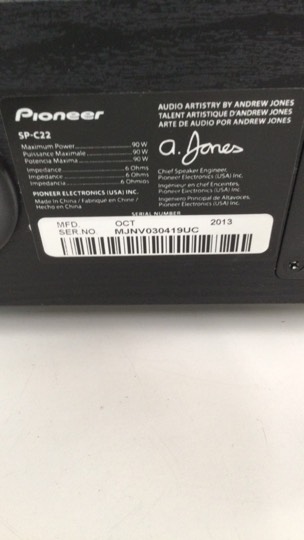 Pioneer
SP-C22
Maximum Power 90 W
Puissance Maximale 90 W
Potencia Maxima 90 W
Impedance 6 Ohms
Impedance 6 Ohms
Impedancia 6 Ohmios
PIONEER ELECTRONICS (USA) INC.
Made in China / Fabriqué en Chine /
Hecho en China
AUDIO ARTISTRY BY ANDREW JONES
TALENT ARTISTIQUE D'ANDREW JONES
ARTE DE AUDIO POR ANDREW JONES
a. Jones
Chief Speaker Engineer,
Pioneer Electronics (USA) Inc.
Ingénieur en chef Enceintes,
Pioneer Electronics (USA) Inc.
Ingeniero Principal de Altavoces,
Pioneer Electronics (USA) Inc.
SERIAL NUMBER
MFD. OCT 2013
SER.NO. MJNV030419UC